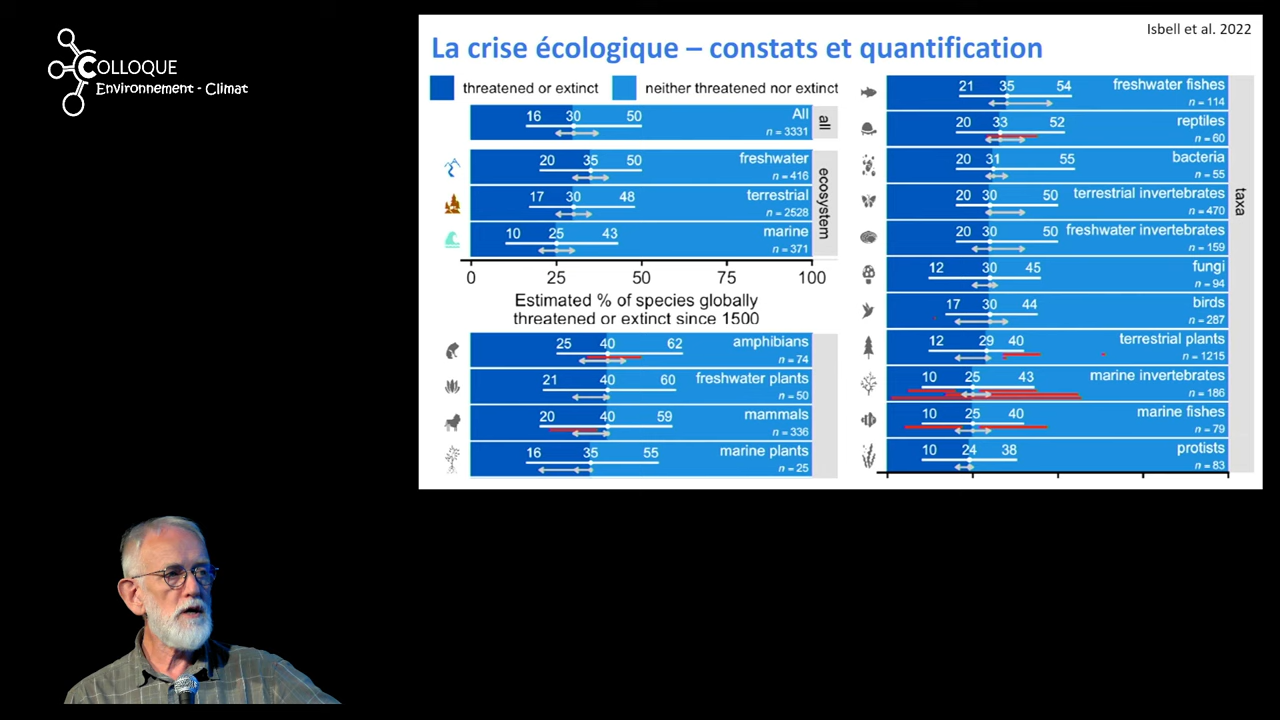 COLLOQUE
Environnement - Climat
Isbell et al. 2022
La crise écologique – constats et quantification
threatened or extinct
neither threatened nor extinct
16 30 50 All
n = 3331
all
20 35 50 freshwater
n = 416
17 30 48 terrestrial
n = 2528
10 25 43 marine
n = 371
ecosystem
0 25 50 75 100
Estimated % of species globally
threatened or extinct since 1500
25 40 62 amphibians
n = 74
21 40 60 freshwater plants
n = 50
20 40 59 mammals
n = 336
16 35 55 marine plants
n = 25
21 35 54 freshwater fishes
n = 114
20 33 52 reptiles
n = 60
20 31 55 bacteria
n = 55
20 30 50 terrestrial invertebrates
n = 470
20 30 50 freshwater invertebrates
n = 159
12 30 45 fungi
n = 94
17 30 44 birds
n = 287
12 29 40 terrestrial plants
n = 1215
10 25 43 marine invertebrates
n = 186
10 25 40 marine fishes
n = 79
10 24 38 protists
n = 83
taxa